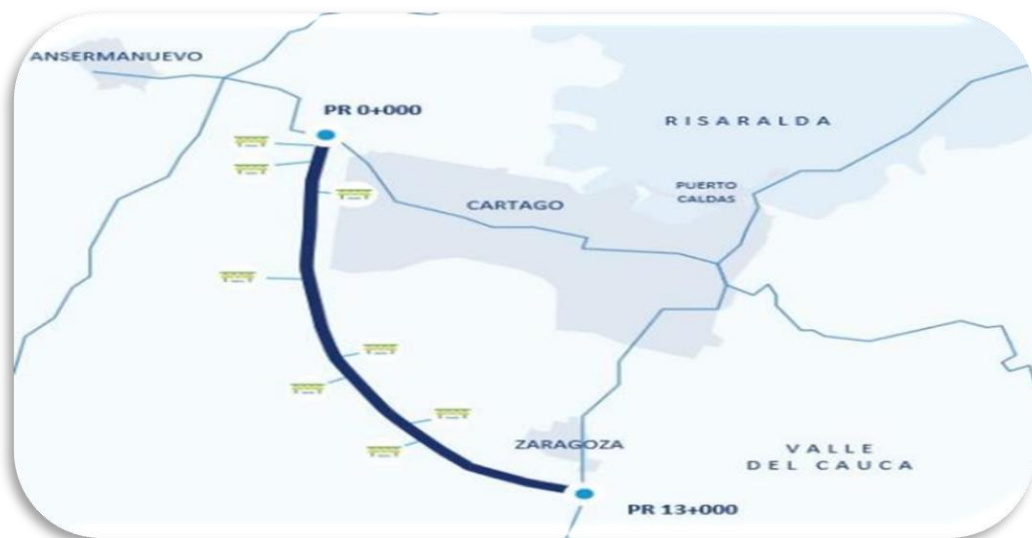 ANSERMANUEVO
PR 0+000
RISARALDA
PUERTO
CALDAS
CARTAGO
ZARAGOZA
VALLE
DEL CAUCA
PR 13+000